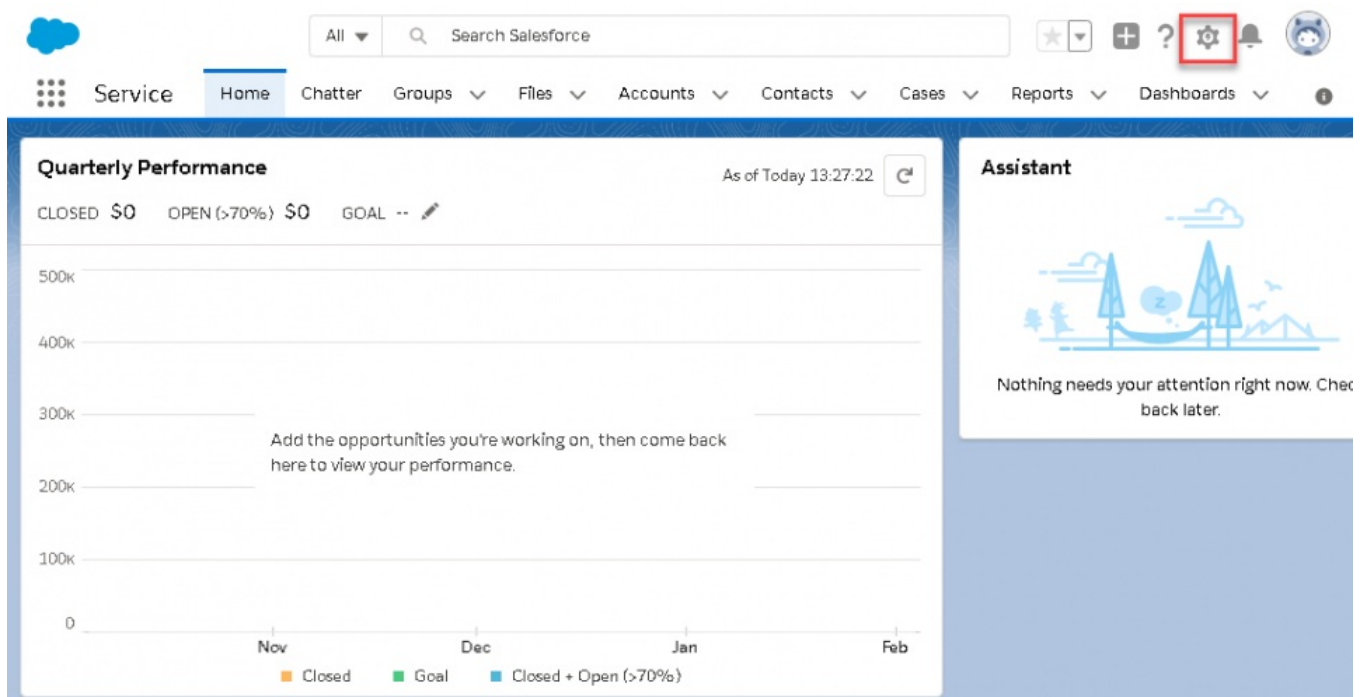 All Search Salesforce
Service Home Chatter Groups Files Accounts Contacts Cases Reports Dashboards
Quarterly Performance
As of Today 13:27:22
CLOSED $0 OPEN (>70%) $0 GOAL --
500K
400K
300K
200K
100K
0
Add the opportunities you're working on, then come back
here to view your performance.
Nov Dec Jan Feb
Closed Goal Closed + Open (>70%)
Assistant
z
Nothing needs your attention right now. Chec
back later.